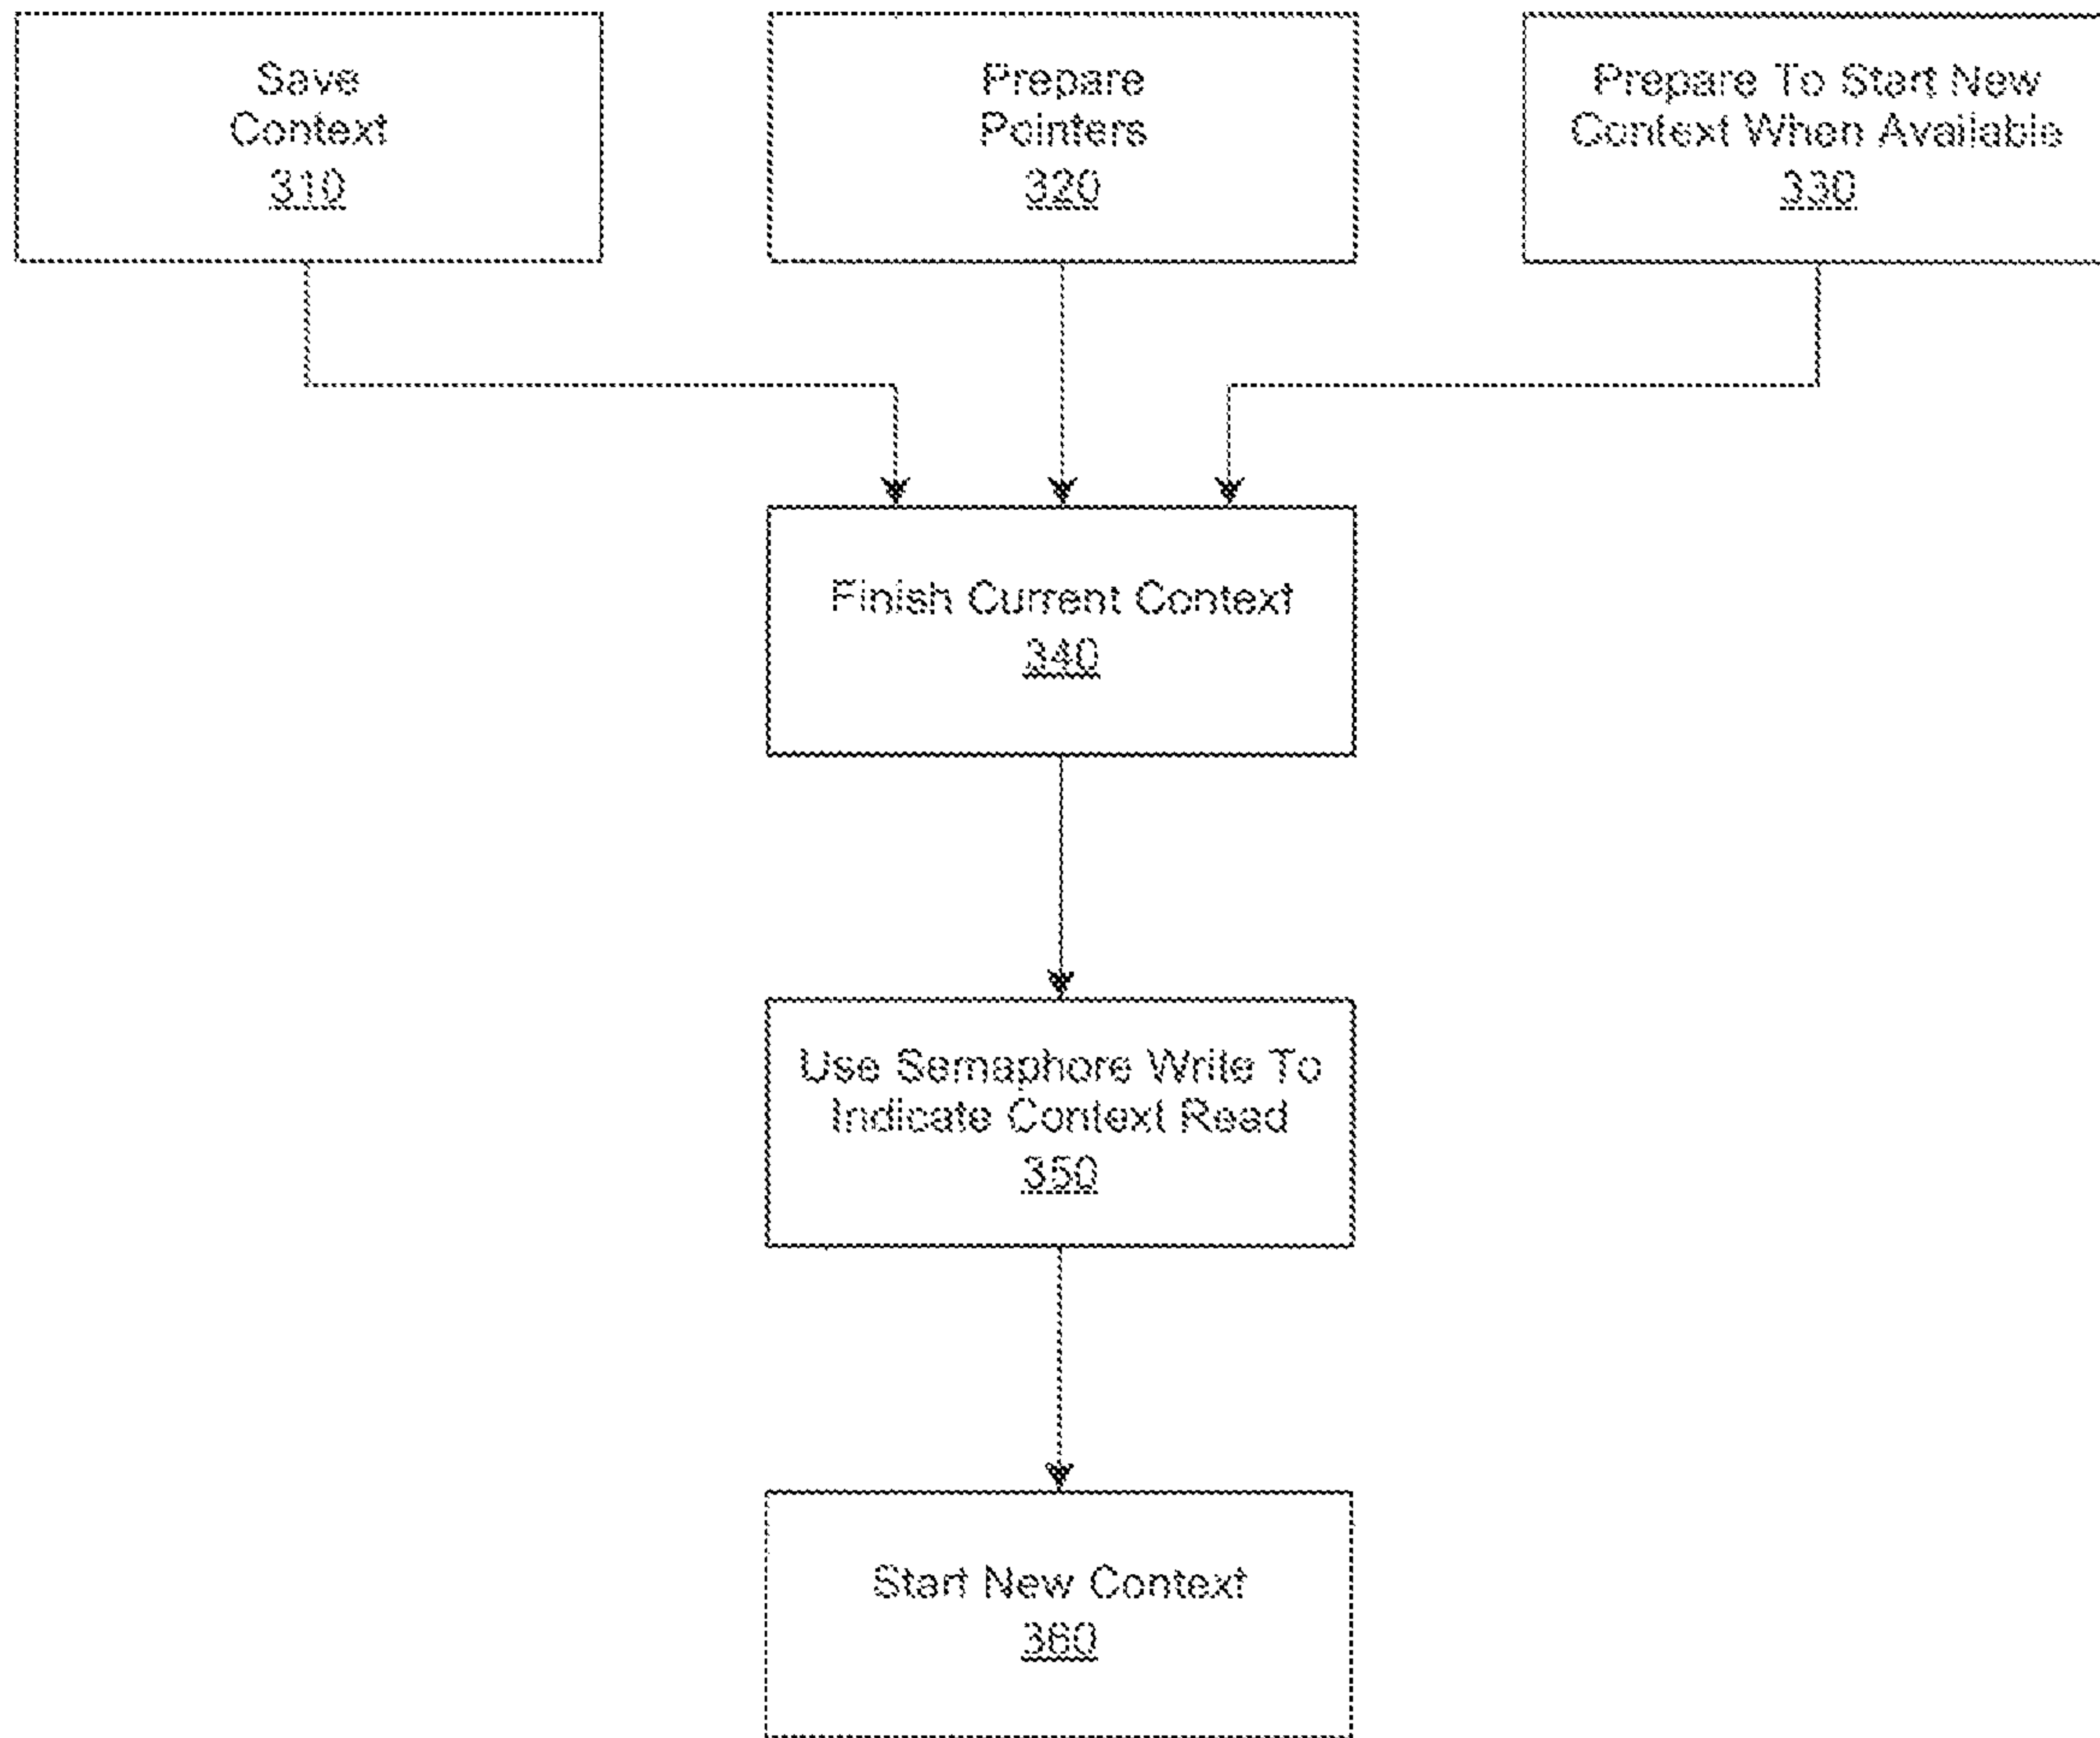 Save
Context
310
Prepare
Pointers
320
Prepare To Start New
Context When Available
330
Finish Current Context
340
Use Semaphore Write To
Indicate Context Read
350
Start New Context
360